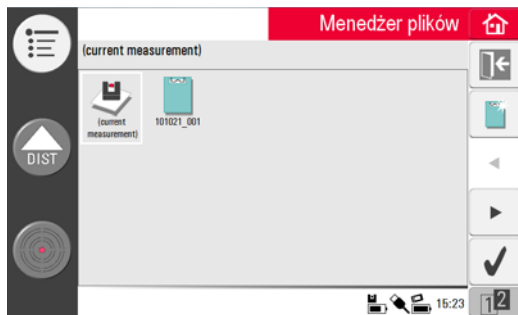 Menedżer plików
(current measurement)
(current
measurement)
101021_001
DIST
15:23
12